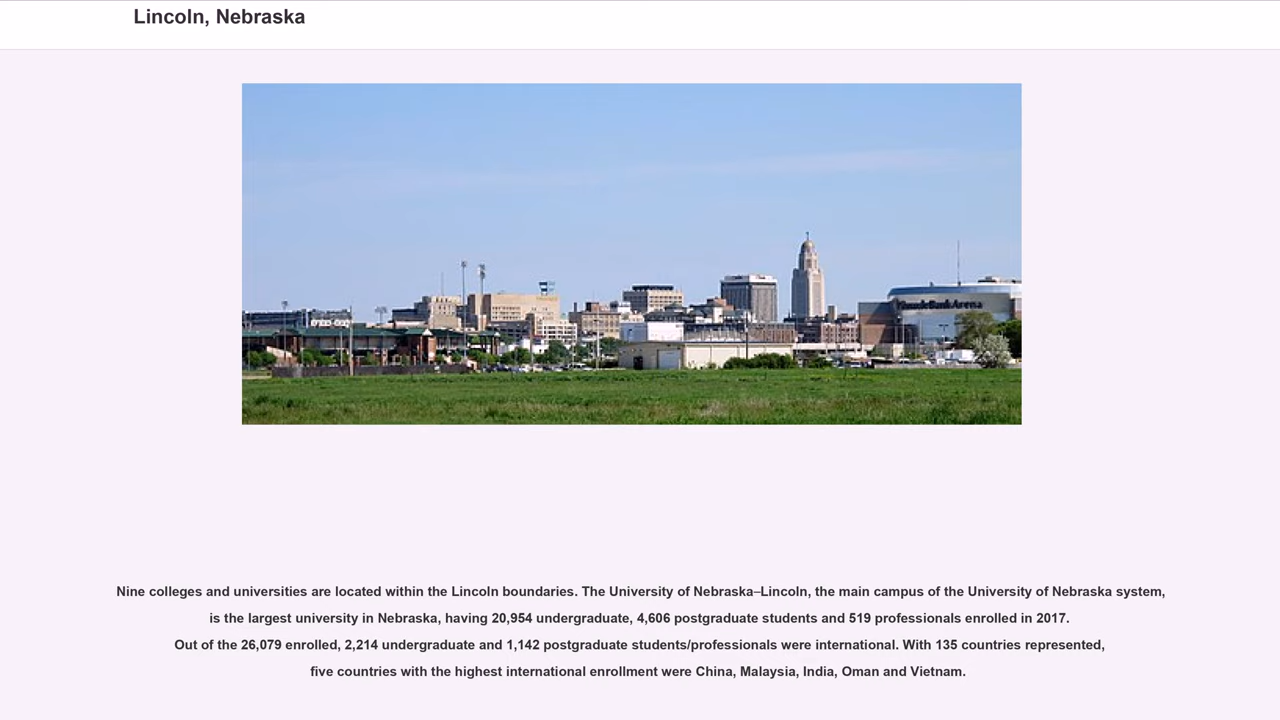 Lincoln, Nebraska
PinnacleBankArena
Nine colleges and universities are located within the Lincoln boundaries. The University of Nebraska–Lincoln, the main campus of the University of Nebraska system,
is the largest university in Nebraska, having 20,954 undergraduate, 4,606 postgraduate students and 519 professionals enrolled in 2017.
Out of the 26,079 enrolled, 2,214 undergraduate and 1,142 postgraduate students/professionals were international. With 135 countries represented,
five countries with the highest international enrollment were China, Malaysia, India, Oman and Vietnam.